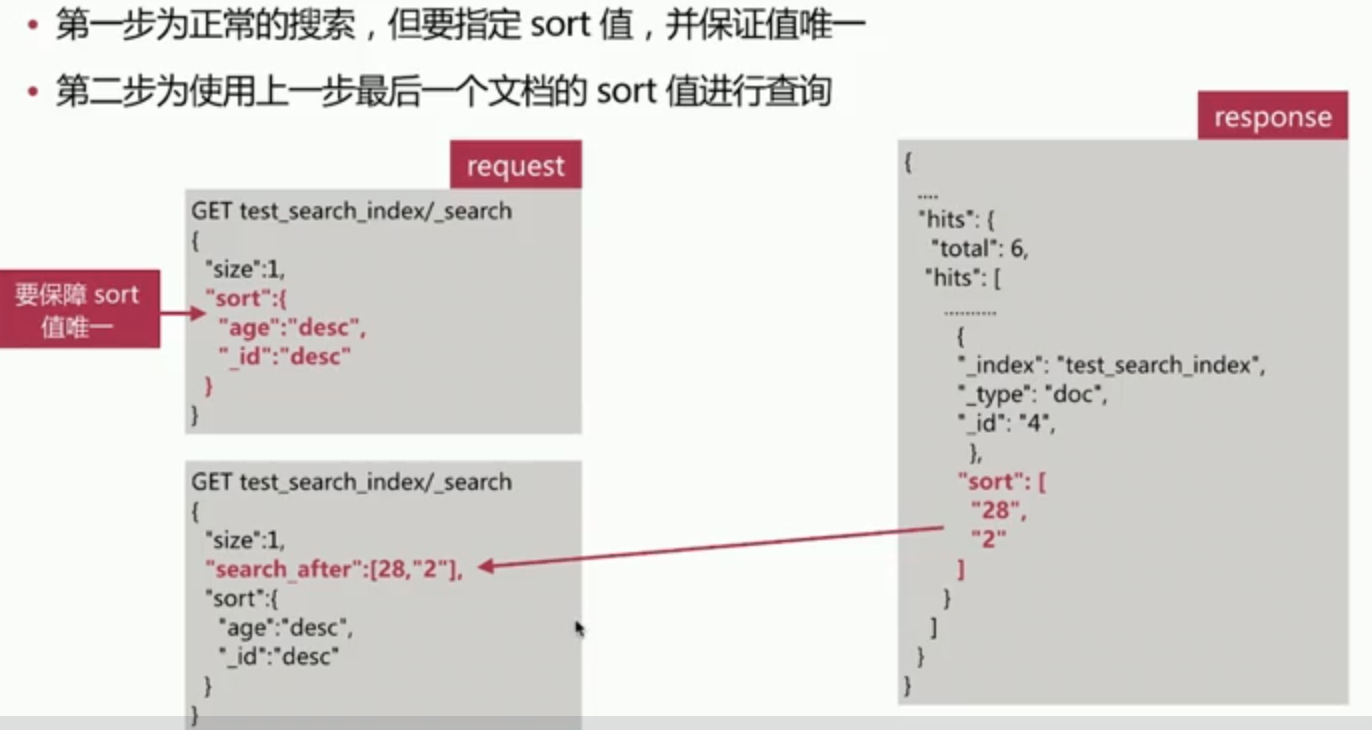 • 第一步为正常的搜索，但要指定 sort 值，并保证值唯一
• 第二步为使用上一步最后一个文档的 sort 值进行查询
request
GET test_search_index/_search
{
"size":1,
"sort":{
"age":"desc",
"_id":"desc"
}
}
要保障 sort
值唯一
GET test_search_index/_search
{
"size":1,
"search_after":[28,"2"],
"sort":{
"age":"desc",
"_id":"desc"
}
}
response
{
....
"hits": {
"total": 6,
"hits": [
..........
{
"_index": "test_search_index",
"_type": "doc",
"_id": "4",
},
"sort": [
"28",
"2"
]
}
]
}
}